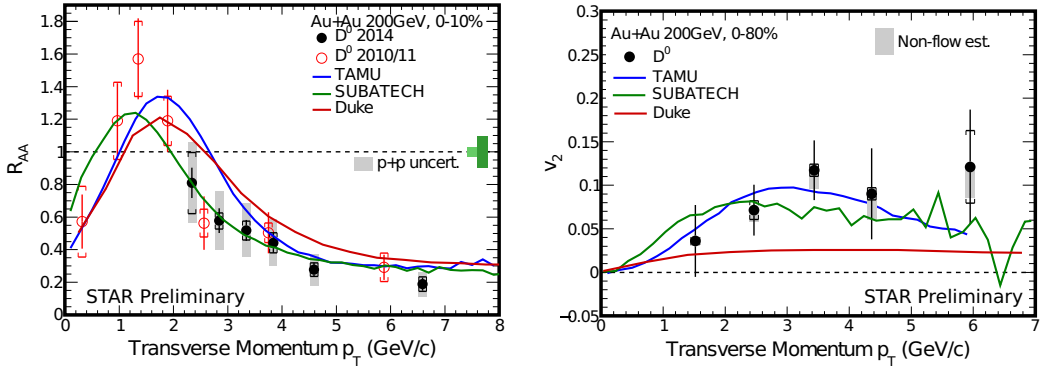 Au+Au 200GeV, 0-10%
D⁰ 2014
D⁰ 2010/11
TAMU
SUBATECH
Duke
p+p uncert.
STAR Preliminary
R_AA
0
0.2
0.4
0.6
0.8
1
1.2
1.4
1.6
1.8
0 1 2 3 4 5 6 7 8
Transverse Momentum p_T (GeV/c)
Au+Au 200GeV, 0-80%
D⁰
TAMU
SUBATECH
Duke
Non-flow est.
STAR Preliminary
v₂
−0.05
0
0.05
0.1
0.15
0.2
0.25
0.3
0 1 2 3 4 5 6 7
Transverse Momentum p_T (GeV/c)